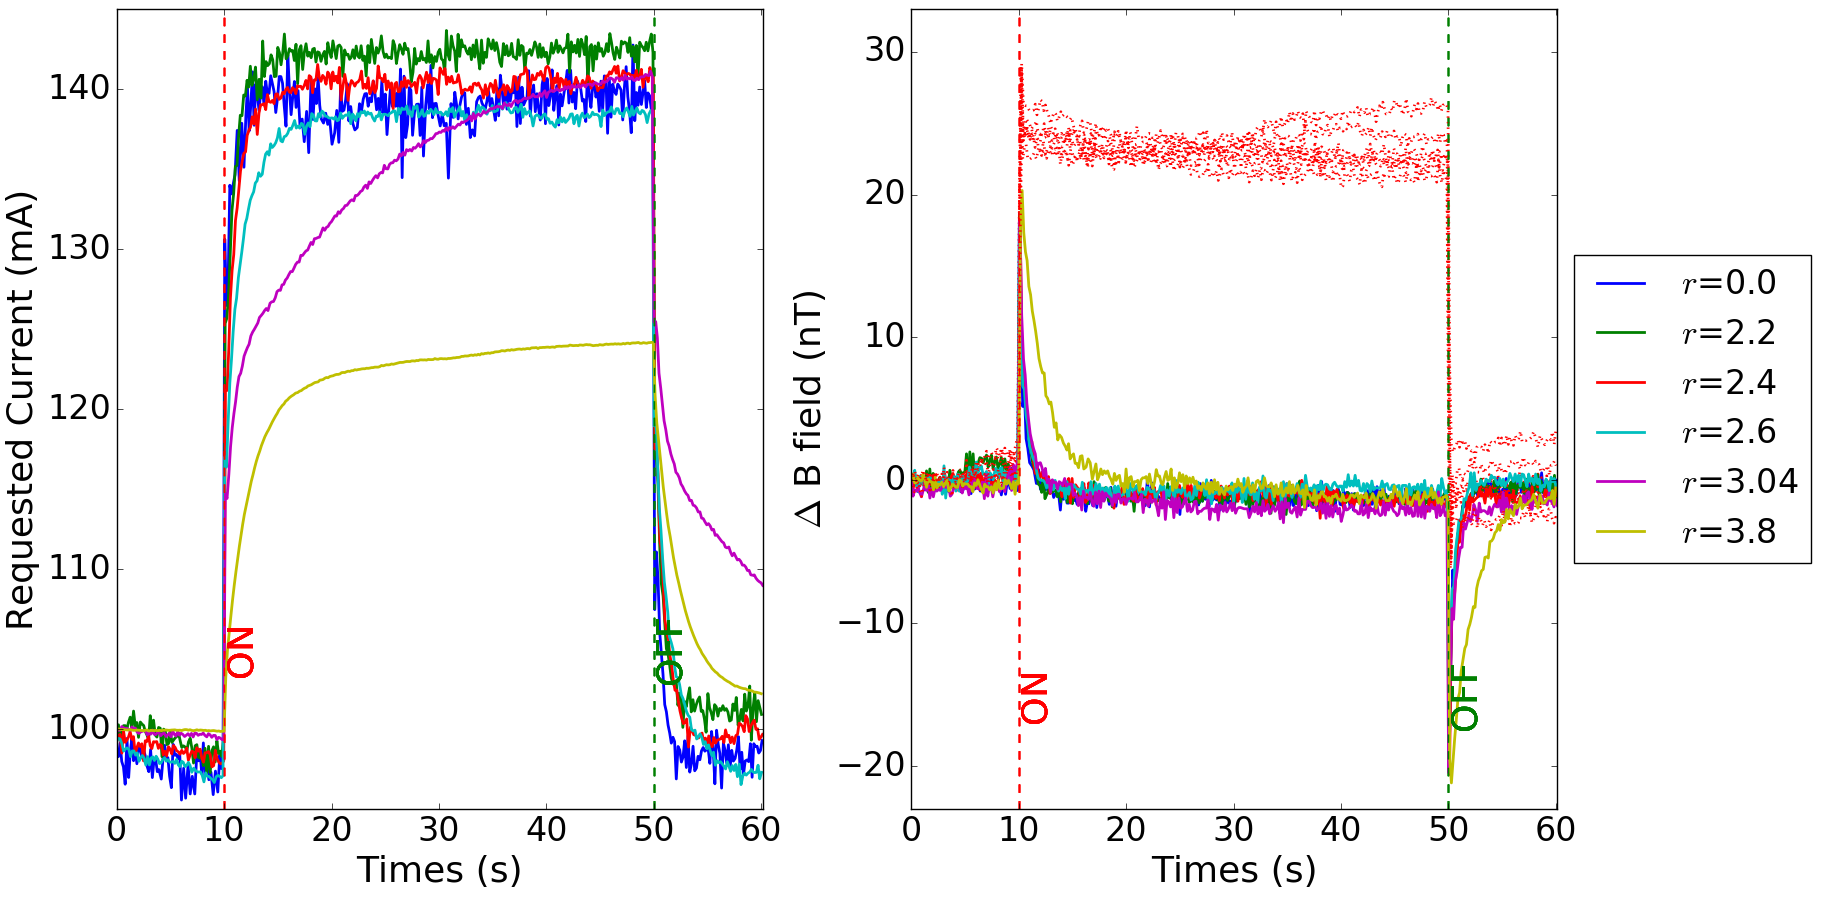 Requested Current (mA)
140
130
120
110
100
ON
OFF
0 10 20 30 40 50 60
Times (s)
Δ B field (nT)
30
20
10
0
−10
−20
ON
OFF
0 10 20 30 40 50 60
Times (s)
r=0.0
r=2.2
r=2.4
r=2.6
r=3.04
r=3.8